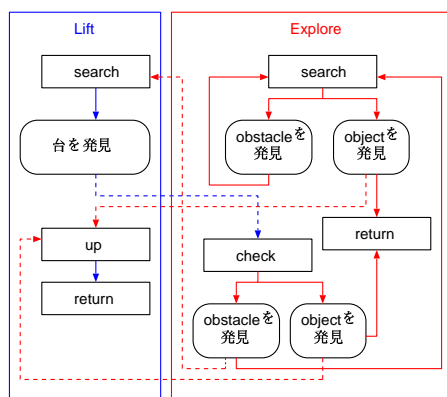 Lift
Explore
search
search
台を発見
obstacleを
発見
objectを
発見
up
return
return
check
obstacleを
発見
objectを
発見